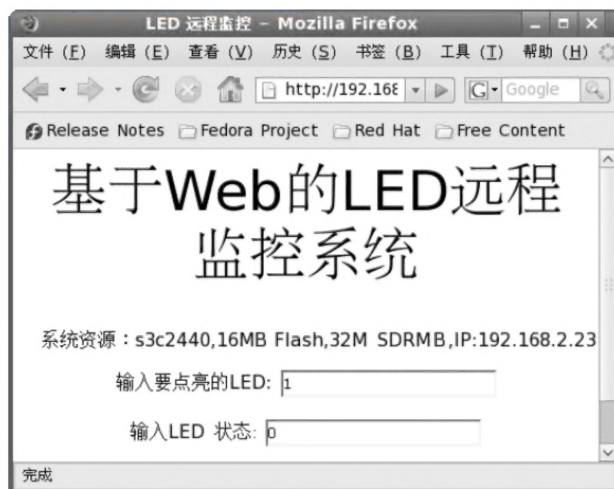 LED 远程监控 – Mozilla Firefox
文件 (F) 编辑 (E) 查看 (V) 历史 (S) 书签 (B) 工具 (T) 帮助 (H)
http://192.168 G Google
Release Notes Fedora Project Red Hat Free Content
基于Web的LED远程
监控系统
系统资源：s3c2440,16MB Flash,32M SDRMB,IP:192.168.2.23
输入要点亮的LED: 1
输入LED 状态: 0
完成